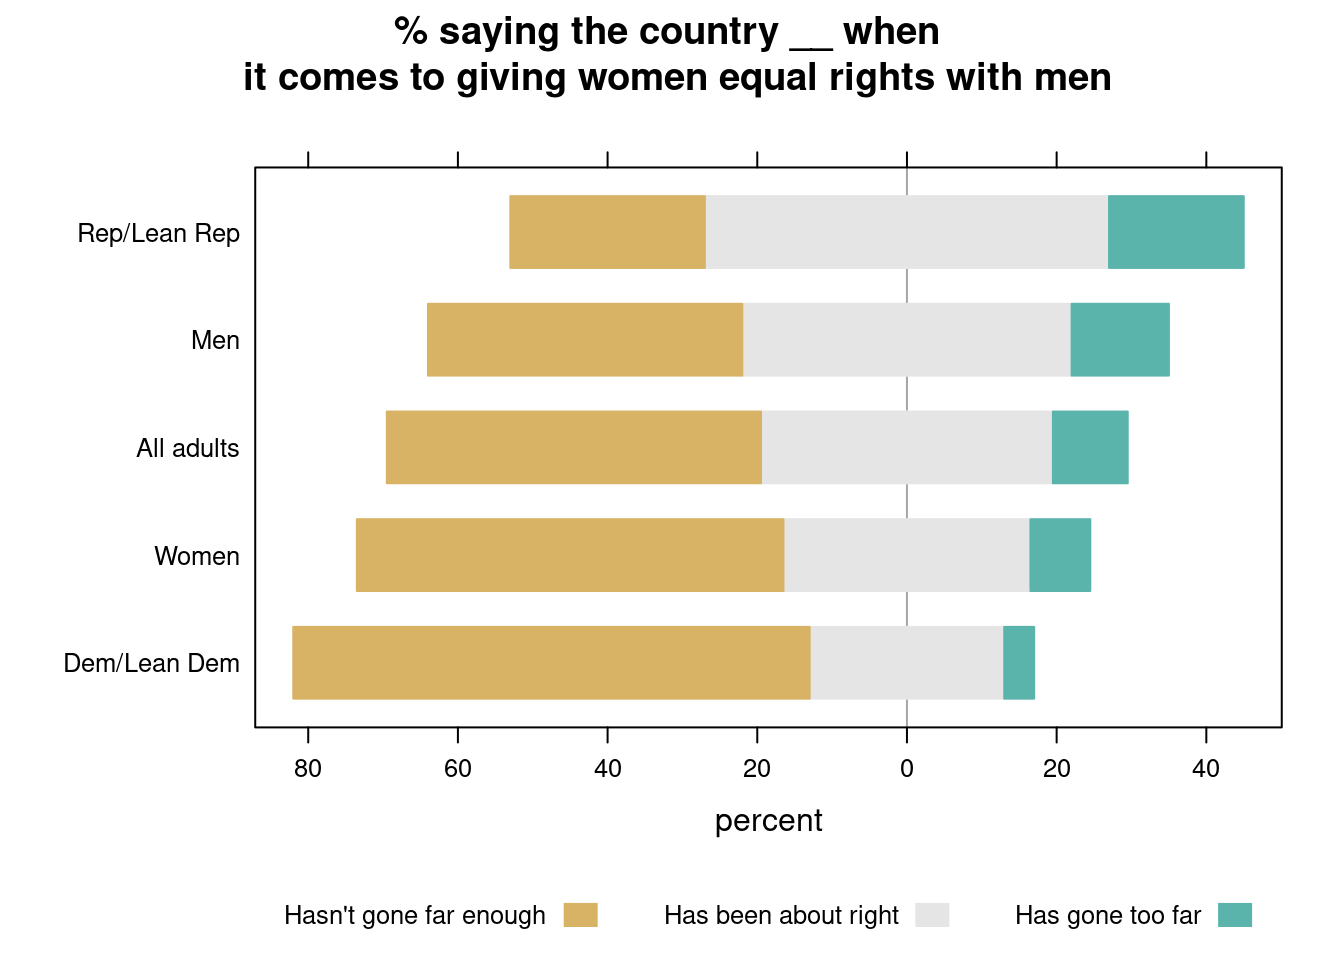 % saying the country __ when
it comes to giving women equal rights with men
Rep/Lean Rep
Men
All adults
Women
Dem/Lean Dem
80 60 40 20 0 20 40
percent
Hasn't gone far enough Has been about right Has gone too far